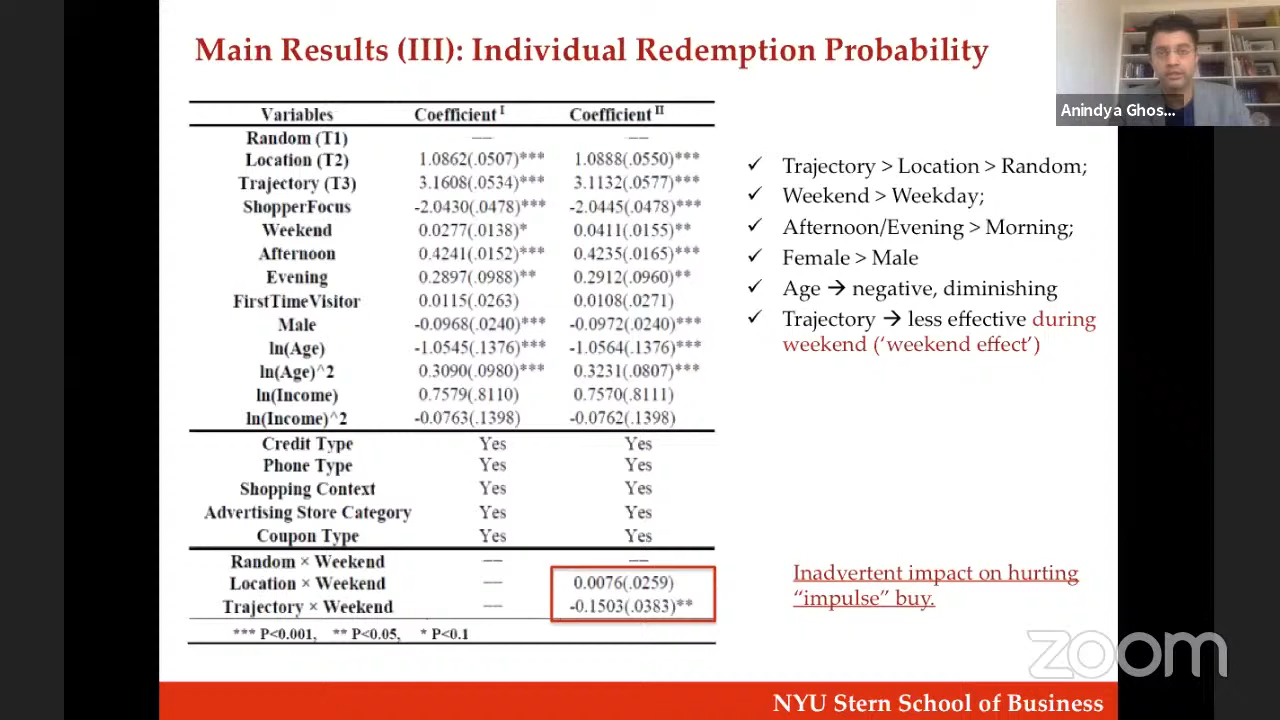 Main Results (III): Individual Redemption Probability
Anindya Ghos...
Variables Coefficient I Coefficient II
Random (T1) — —
Location (T2) 1.0862(.0507)*** 1.0888(.0550)***
Trajectory (T3) 3.1608(.0534)*** 3.1132(.0577)***
ShopperFocus -2.0430(.0478)*** -2.0445(.0478)***
Weekend 0.0277(.0138)* 0.0411(.0155)**
Afternoon 0.4241(.0152)*** 0.4235(.0165)***
Evening 0.2897(.0988)** 0.2912(.0960)**
FirstTimeVisitor 0.0115(.0263) 0.0108(.0271)
Male -0.0968(.0240)*** -0.0972(.0240)***
ln(Age) -1.0545(.1376)*** -1.0564(.1376)***
ln(Age)^2 0.3090(.0980)*** 0.3231(.0807)***
ln(Income) 0.7579(.8110) 0.7570(.8111)
ln(Income)^2 -0.0763(.1398) -0.0762(.1398)
Credit Type Yes Yes
Phone Type Yes Yes
Shopping Context Yes Yes
Advertising Store Category Yes Yes
Coupon Type Yes Yes
Random × Weekend — —
Location × Weekend — 0.0076(.0259)
Trajectory × Weekend — -0.1503(.0383)**
*** P<0.001, ** P<0.05, * P<0.1
✓ Trajectory > Location > Random;
✓ Weekend > Weekday;
✓ Afternoon/Evening > Morning;
✓ Female > Male
✓ Age → negative, diminishing
✓ Trajectory → less effective during
weekend ('weekend effect')
Inadvertent impact on hurting
"impulse" buy.
zoom
NYU Stern School of Business